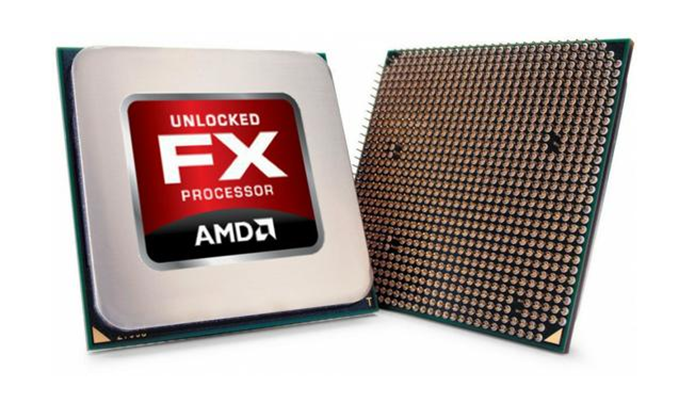 UNLOCKED
FX
PROCESSOR
AMD
T